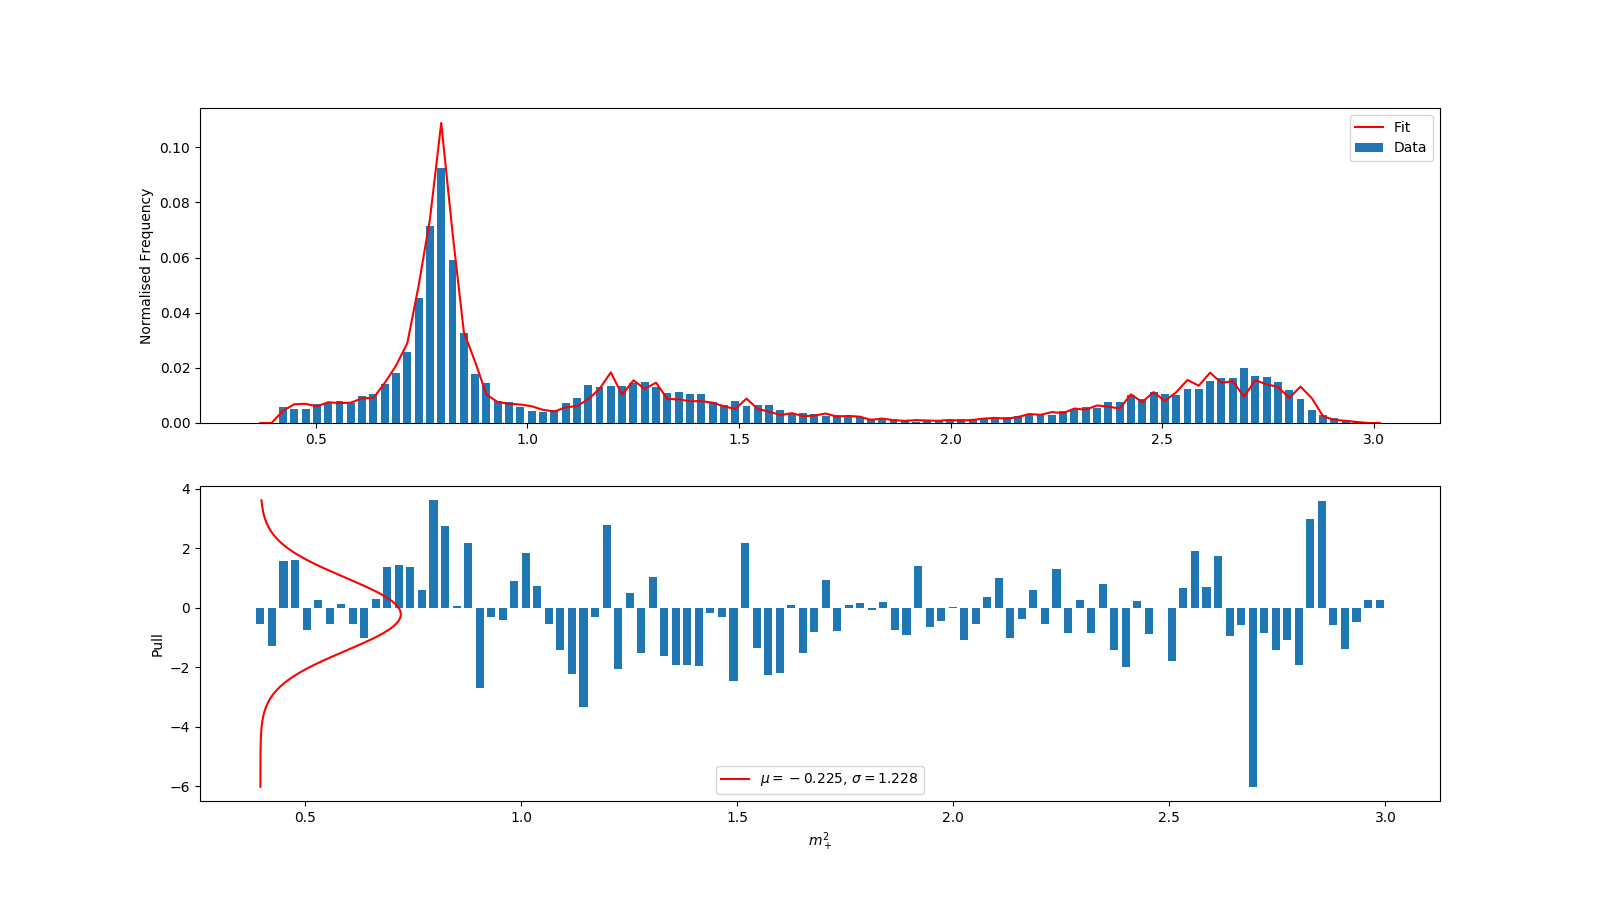 Normalised Frequency
0.10
0.08
0.06
0.04
0.02
0.00
Fit
Data
0.5 1.0 1.5 2.0 2.5 3.0
Pull
4
2
0
−2
−4
−6
μ = −0.225, σ = 1.228
0.5 1.0 1.5 2.0 2.5 3.0
m²₊